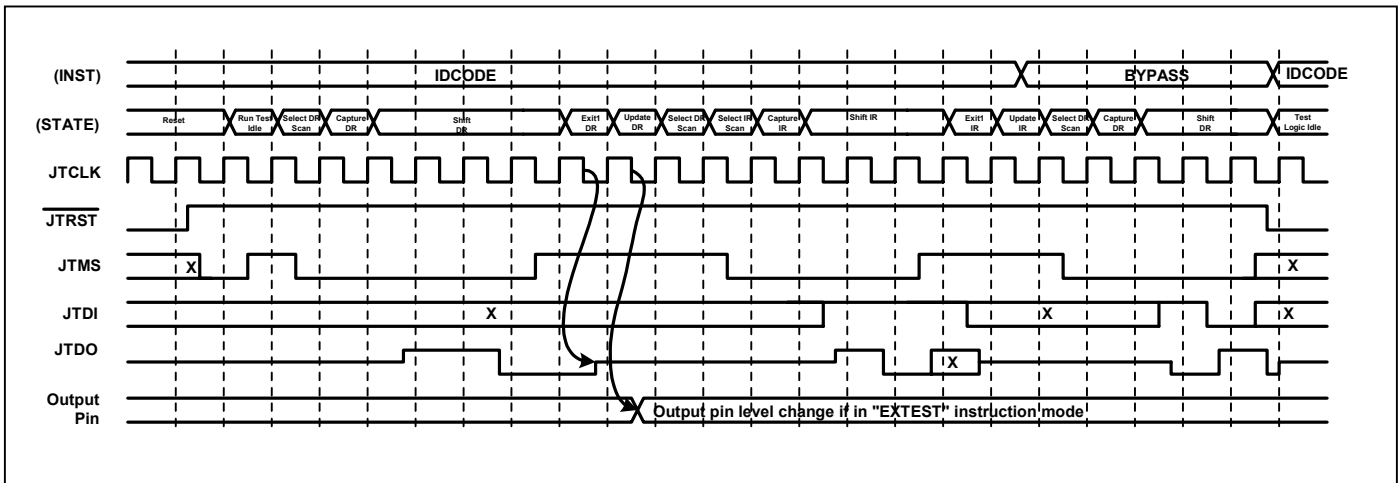 (INST)
IDCODE
BYPASS
IDCODE
(STATE)
Reset
Run Test
Idle
Select DR
Scan
Capture
DR
Shift
DR
Exit1
DR
Update
DR
Select DR
Scan
Select IR
Scan
Capture
IR
Shift IR
Exit1
IR
Update
IR
Select DR
Scan
Capture
DR
Shift
DR
Test
Logic Idle
JTCLK
JTRST
JTMS
X
X
JTDI
X
X
X
JTDO
X
Output
Pin
Output pin level change if in "EXTEST" instruction mode